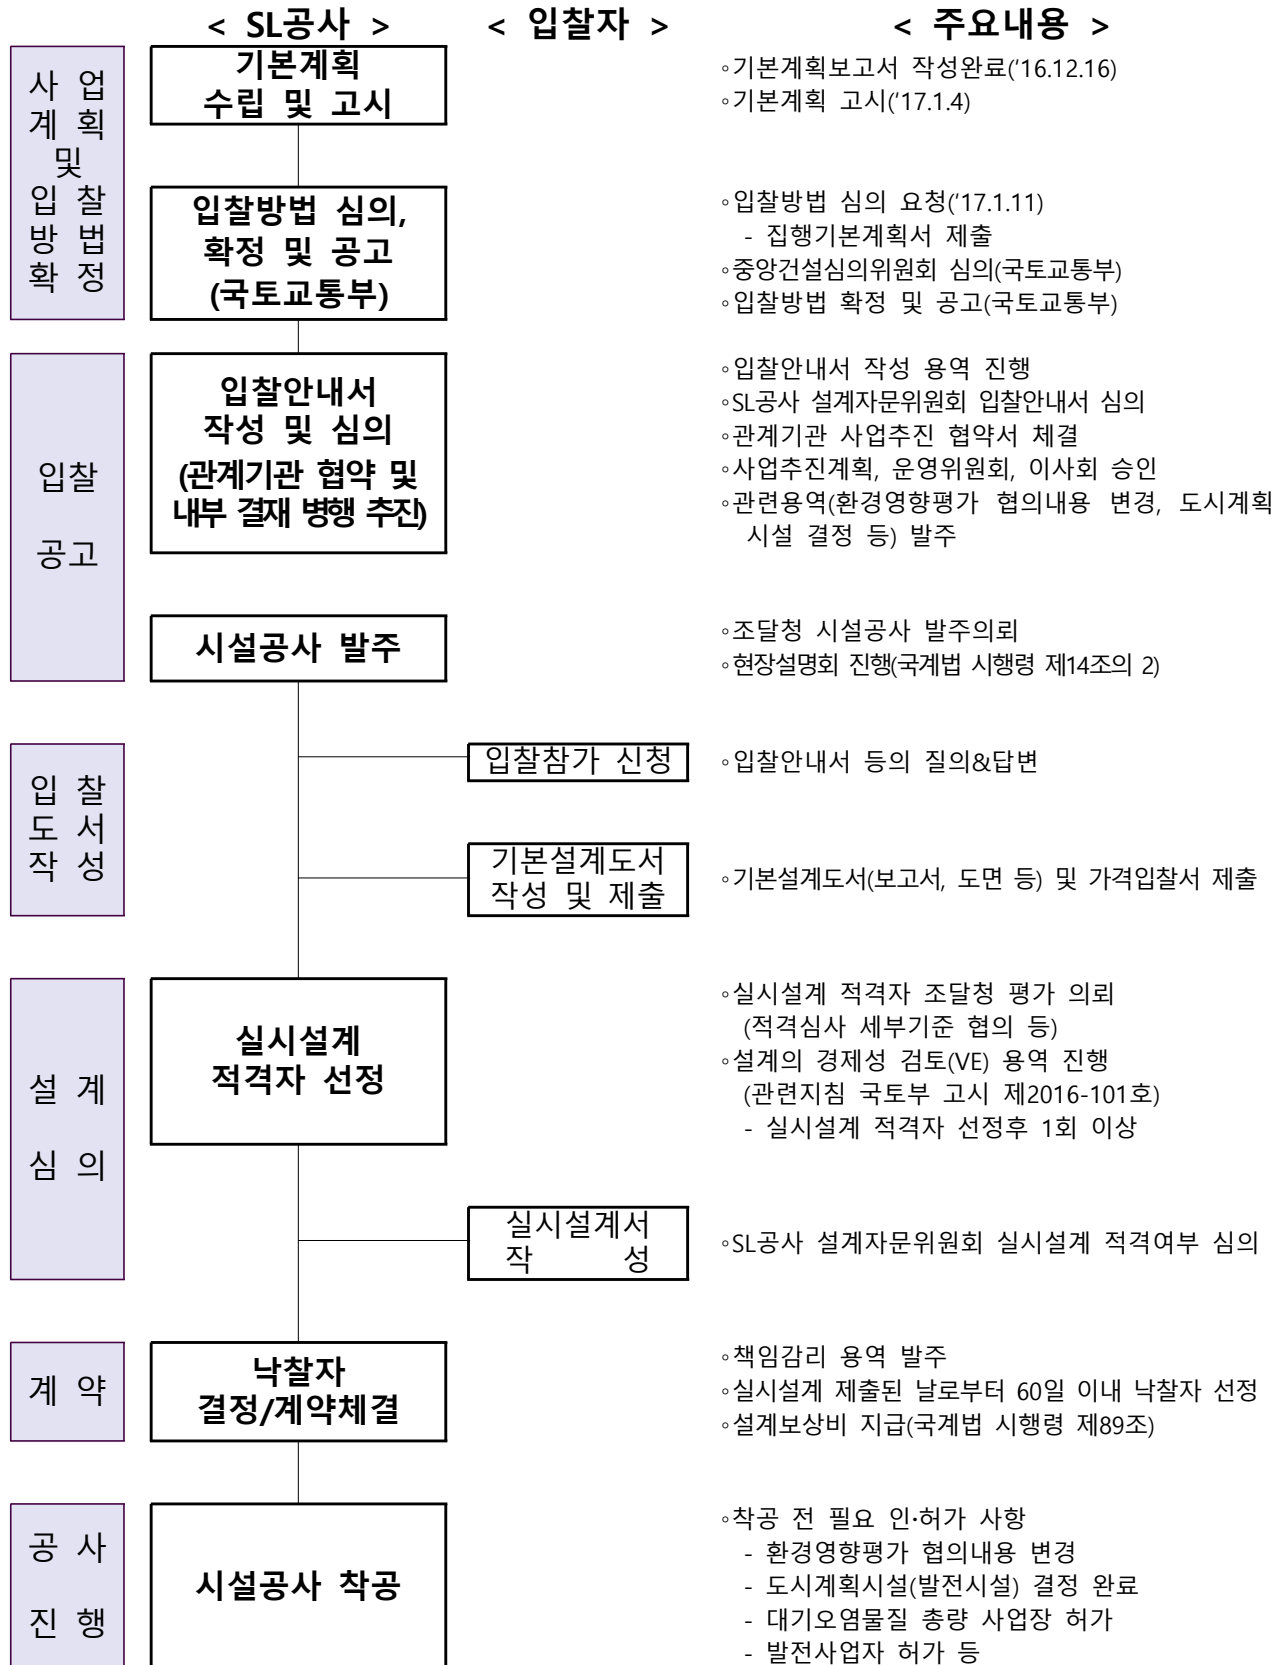 < SL공사 >
< 입찰자 >
< 주요내용 >
사 업
계 획
및
입 찰
방 법
확 정
기본계획
수립 및 고시
◦기본계획보고서 작성완료('16.12.16)
◦기본계획 고시('17.1.4)
입찰방법 심의,
확정 및 공고
(국토교통부)
◦입찰방법 심의 요청('17.1.11)
- 집행기본계획서 제출
◦중앙건설심의위원회 심의(국토교통부)
◦입찰방법 확정 및 공고(국토교통부)
입찰
공고
입찰안내서
작성 및 심의
(관계기관 협약 및
내부 결재 병행 추진)
◦입찰안내서 작성 용역 진행
◦SL공사 설계자문위원회 입찰안내서 심의
◦관계기관 사업추진 협약서 체결
◦사업추진계획, 운영위원회, 이사회 승인
◦관련용역(환경영향평가 협의내용 변경, 도시계획
시설 결정 등) 발주
시설공사 발주
◦조달청 시설공사 발주의뢰
◦현장설명회 진행(국계법 시행령 제14조의 2)
입 찰
도 서
작 성
입찰참가 신청
◦입찰안내서 등의 질의&답변
기본설계도서
작성 및 제출
◦기본설계도서(보고서, 도면 등) 및 가격입찰서 제출
설 계
심 의
실시설계
적격자 선정
◦실시설계 적격자 조달청 평가 의뢰
(적격심사 세부기준 협의 등)
◦설계의 경제성 검토(VE) 용역 진행
(관련지침 국토부 고시 제2016-101호)
- 실시설계 적격자 선정후 1회 이상
실시설계서
작 성
◦SL공사 설계자문위원회 실시설계 적격여부 심의
계 약
낙찰자
결정/계약체결
◦책임감리 용역 발주
◦실시설계 제출된 날로부터 60일 이내 낙찰자 선정
◦설계보상비 지급(국계법 시행령 제89조)
공 사
진 행
시설공사 착공
◦착공 전 필요 인·허가 사항
- 환경영향평가 협의내용 변경
- 도시계획시설(발전시설) 결정 완료
- 대기오염물질 총량 사업장 허가
- 발전사업자 허가 등